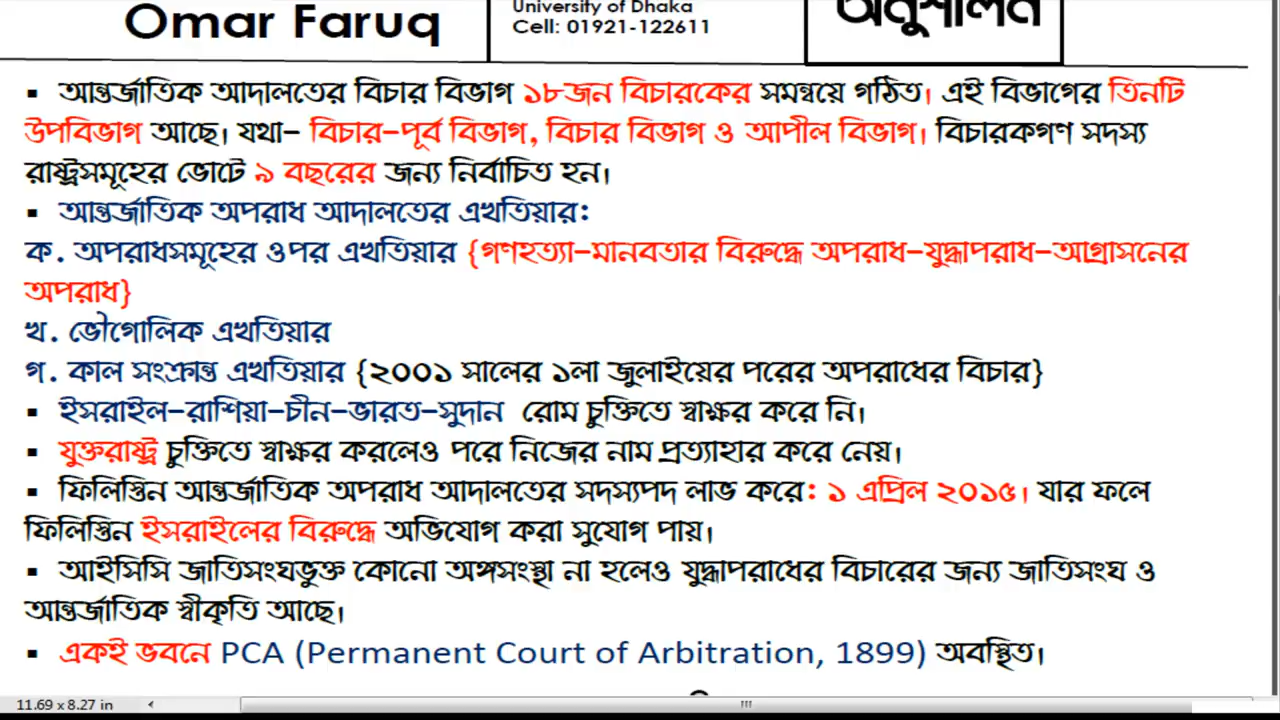 Omar Faruq
University of Dhaka
Cell: 01921-122611
অনুশীলন
▪ আন্তর্জাতিক আদালতের বিচার বিভাগ ১৮জন বিচারকের সমন্বয়ে গঠিত। এই বিভাগের তিনটি
উপবিভাগ আছে। যথা- বিচার-পূর্ব বিভাগ, বিচার বিভাগ ও আপীল বিভাগ। বিচারকগণ সদস্য
রাষ্ট্রসমূহের ভোটে ৯ বছরের জন্য নির্বাচিত হন।
▪ আন্তর্জাতিক অপরাধ আদালতের এখতিয়ার:
ক. অপরাধসমূহের ওপর এখতিয়ার {গণহত্যা-মানবতার বিরুদ্ধে অপরাধ-যুদ্ধাপরাধ-আগ্রাসনের
অপরাধ}
খ. ভৌগোলিক এখতিয়ার
গ. কাল সংক্রান্ত এখতিয়ার {২০০১ সালের ১লা জুলাইয়ের পরের অপরাধের বিচার}
▪ ইসরাইল-রাশিয়া-চীন-ভারত-সুদান রোম চুক্তিতে স্বাক্ষর করে নি।
▪ যুক্তরাষ্ট্র চুক্তিতে স্বাক্ষর করলেও পরে নিজের নাম প্রত্যাহার করে নেয়।
▪ ফিলিস্তিন আন্তর্জাতিক অপরাধ আদালতের সদস্যপদ লাভ করে: ১ এপ্রিল ২০১৫। যার ফলে
ফিলিস্তিন ইসরাইলের বিরুদ্ধে অভিযোগ করা সুযোগ পায়।
▪ আইসিসি জাতিসংঘভুক্ত কোনো অঙ্গসংস্থা না হলেও যুদ্ধাপরাধের বিচারের জন্য জাতিসংঘ ও
আন্তর্জাতিক স্বীকৃতি আছে।
▪ একই ভবনে PCA (Permanent Court of Arbitration, 1899) অবস্থিত।
11.69 x 8.27 in